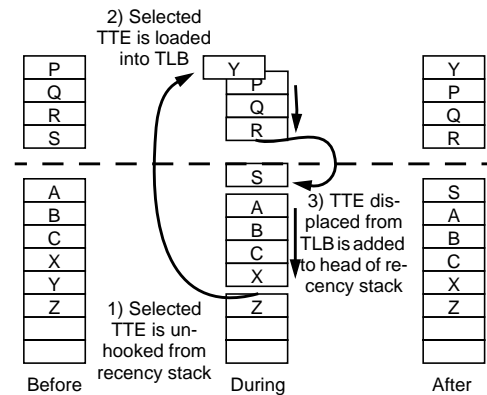 2) Selected
TTE is loaded
into TLB
P
Q
R
S
A
B
C
X
Y
Z
Before
Y
P
Q
R
S
A
B
C
X
Z
During
1) Selected
TTE is un-
hooked from
recency stack
3) TTE dis-
placed from
TLB is added
to head of re-
cency stack
Y
P
Q
R
S
A
B
C
X
Z
After